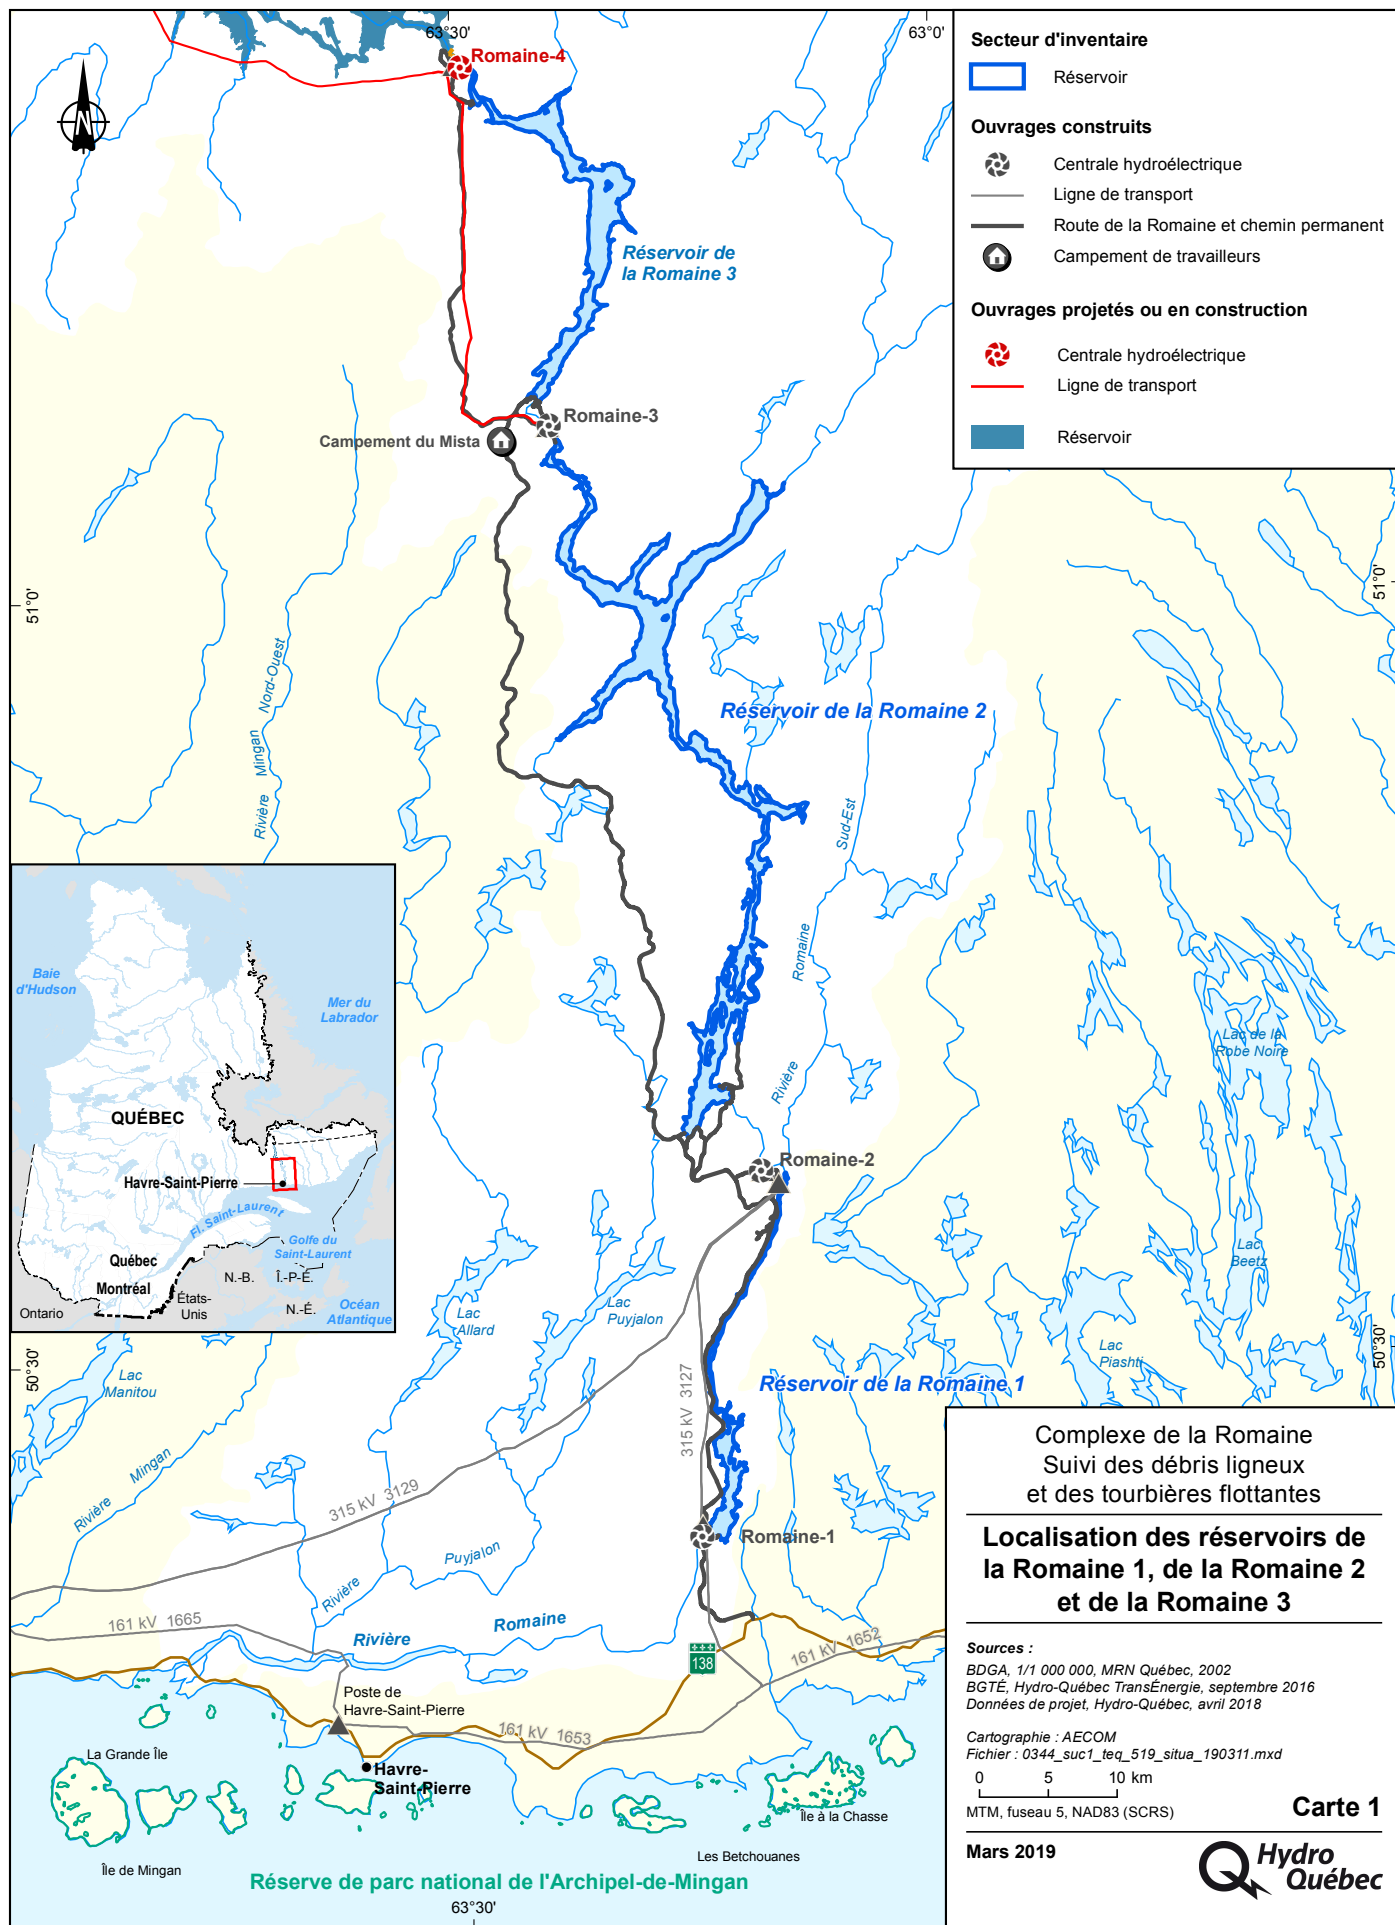 63°30'
63°0'
Romaine-4
Réservoir de
la Romaine 3
Romaine-3
Campement du Mista
51°0'
51°0'
Rivière Mingan Nord-Ouest
Réservoir de la Romaine 2
Rivière Romaine Sud-Est
Lac de la
Robe Noire
Romaine-2
Lac
Beetz
Lac
Allard
Lac
Puyjalon
Lac
Piashti
50°30'
50°30'
Lac
Manitou
315 kV 3127
Réservoir de la Romaine 1
Rivière Mingan
315 kV 3129
Romaine-1
Rivière Puyjalon
161 kV 1665
Rivière Romaine
161 kV 1652
138
Poste de
Havre-Saint-Pierre
161 kV 1653
La Grande Île
Havre-
Saint-Pierre
Île à la Chasse
Île de Mingan
Les Betchouanes
Réserve de parc national de l'Archipel-de-Mingan
63°30'
N
Baie
d'Hudson
Mer du
Labrador
QUÉBEC
Havre-Saint-Pierre
Fl. Saint-Laurent
Golfe du
Saint-Laurent
Québec
N.-B.
Î.-P-É.
Montréal
États-
Unis
N.-É.
Ontario
Océan
Atlantique
Secteur d'inventaire
Réservoir
Ouvrages construits
Centrale hydroélectrique
Ligne de transport
Route de la Romaine et chemin permanent
Campement de travailleurs
Ouvrages projetés ou en construction
Centrale hydroélectrique
Ligne de transport
Réservoir
Complexe de la Romaine
Suivi des débris ligneux
et des tourbières flottantes
Localisation des réservoirs de
la Romaine 1, de la Romaine 2
et de la Romaine 3
Sources :
BDGA, 1/1 000 000, MRN Québec, 2002
BGTÉ, Hydro-Québec TransÉnergie, septembre 2016
Données de projet, Hydro-Québec, avril 2018
Cartographie : AECOM
Fichier : 0344_suc1_teq_519_situa_190311.mxd
0 5 10 km
MTM, fuseau 5, NAD83 (SCRS)
Carte 1
Mars 2019
Hydro
Québec